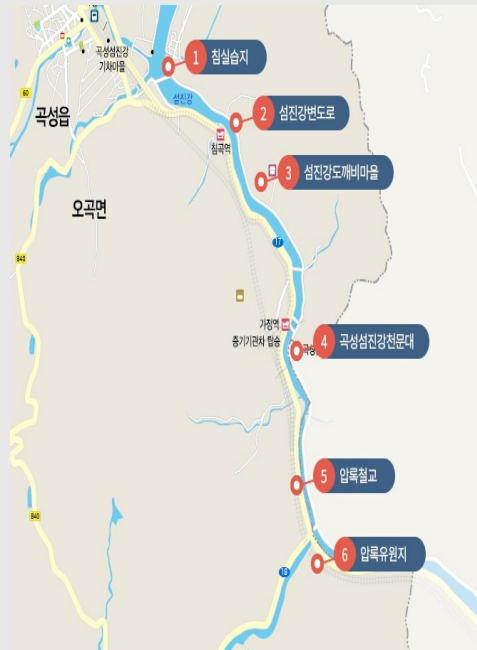 1 침실습지
곡성섬진강
기차마을
60
섬진강
곡성읍
2 섬진강변도로
침곡역
3 섬진강도깨비마을
오곡면
17
840
가정역
증기기관차 탑승
4 곡성섬진강천문대
5 압록철교
840
6 압록유원지
18